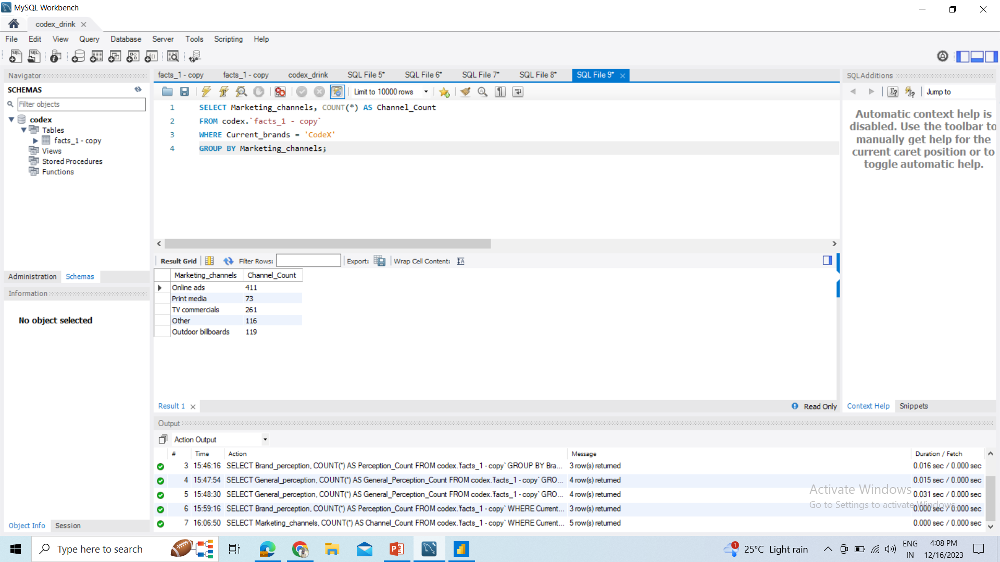 MySQL Workbench
codex_drink
File Edit View Query Database Server Tools Scripting Help
Navigator
SCHEMAS
Filter objects
codex
Tables
facts_1 - copy
Views
Stored Procedures
Functions
Administration Schemas
Information
No object selected
Object Info Session
facts_1 - copy facts_1 - copy codex_drink SQL File 5* SQL File 6* SQL File 7* SQL File 8* SQL File 9*
Limit to 10000 rows
1 SELECT Marketing_channels, COUNT(*) AS Channel_Count
2 FROM codex.`facts_1 - copy`
3 WHERE Current_brands = 'CodeX'
4 GROUP BY Marketing_channels;
Result Grid Filter Rows: Export: Wrap Cell Content:
Marketing_channels Channel_Count
Online ads 411
Print media 73
TV commercials 261
Other 116
Outdoor billboards 119
Result 1 Read Only
SQLAdditions
Jump to
Automatic context help is
disabled. Use the toolbar to
manually get help for the
current caret position or to
toggle automatic help.
Context Help Snippets
Output
Action Output
# Time Action Message Duration / Fetch
3 15:46:16 SELECT Brand_perception, COUNT(*) AS Perception_Count FROM codex.`facts_1 - copy` GROUP BY Bra... 3 row(s) returned 0.016 sec / 0.000 sec
4 15:47:54 SELECT General_perception, COUNT(*) AS General_Perception_Count FROM codex.`facts_1 - copy` GRO... 4 row(s) returned 0.015 sec / 0.000 sec
5 15:48:30 SELECT General_perception, COUNT(*) AS General_Perception_Count FROM codex.`facts_1 - copy` GRO... 4 row(s) returned 0.031 sec / 0.000 sec
6 15:59:16 SELECT Brand_perception, COUNT(*) AS Perception_Count FROM codex.`facts_1 - copy` WHERE Current... 3 row(s) returned 0.000 sec / 0.000 sec
7 16:06:50 SELECT Marketing_channels, COUNT(*) AS Channel_Count FROM codex.`facts_1 - copy` WHERE Current... 5 row(s) returned 0.000 sec / 0.000 sec
Activate Windows
Go to Settings to activate Windows.
Type here to search
1
25°C Light rain
ENG
IN
4:08 PM
12/16/2023